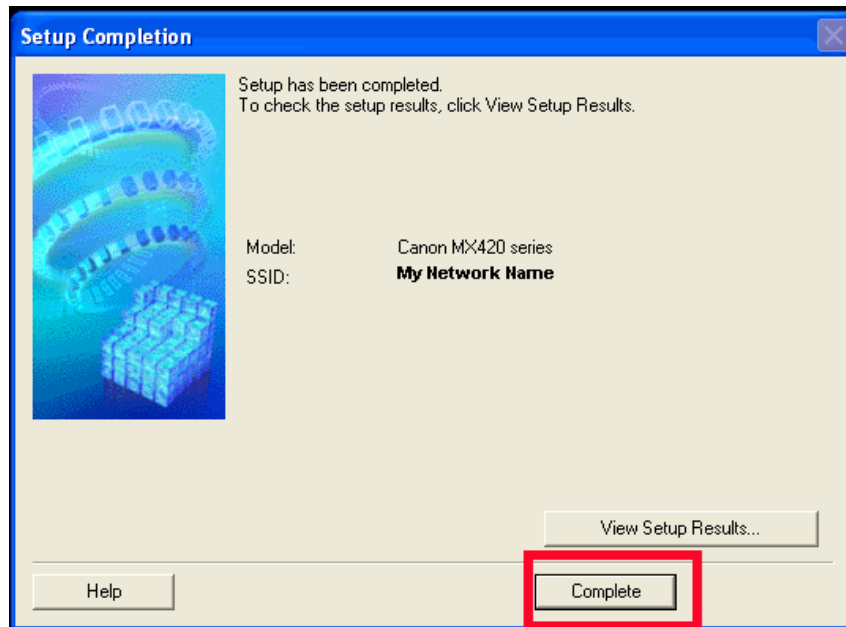 Setup Completion
Setup has been completed.
To check the setup results, click View Setup Results.
Model: Canon MX420 series
SSID: My Network Name
View Setup Results...
Help Complete